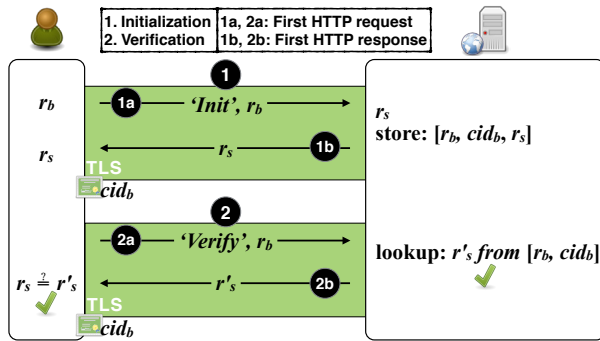 1. Initialization
2. Verification
1a, 2a: First HTTP request
1b, 2b: First HTTP response
1
r_b
1a
'Init', r_b
r_s
store: [r_b, cid_b, r_s]
r_s
r_s
1b
TLS
cid_b
2
2a
'Verify', r_b
lookup: r'_s from [r_b, cid_b]
r_s ≟ r'_s
r'_s
2b
TLS
cid_b